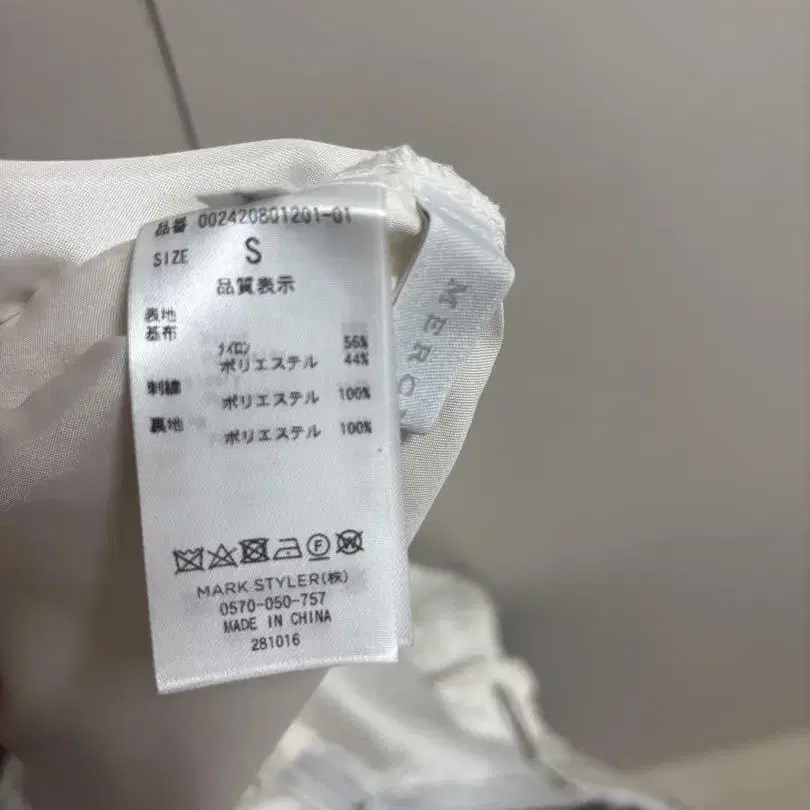 品番 002420801201-01
SIZE S
品質表示
表地
基布
ナイロン 56%
ポリエステル 44%
刺繍 ポリエステル 100%
裏地 ポリエステル 100%
MARK STYLER(株)
0570-050-757
MADE IN CHINA
281016
MERC